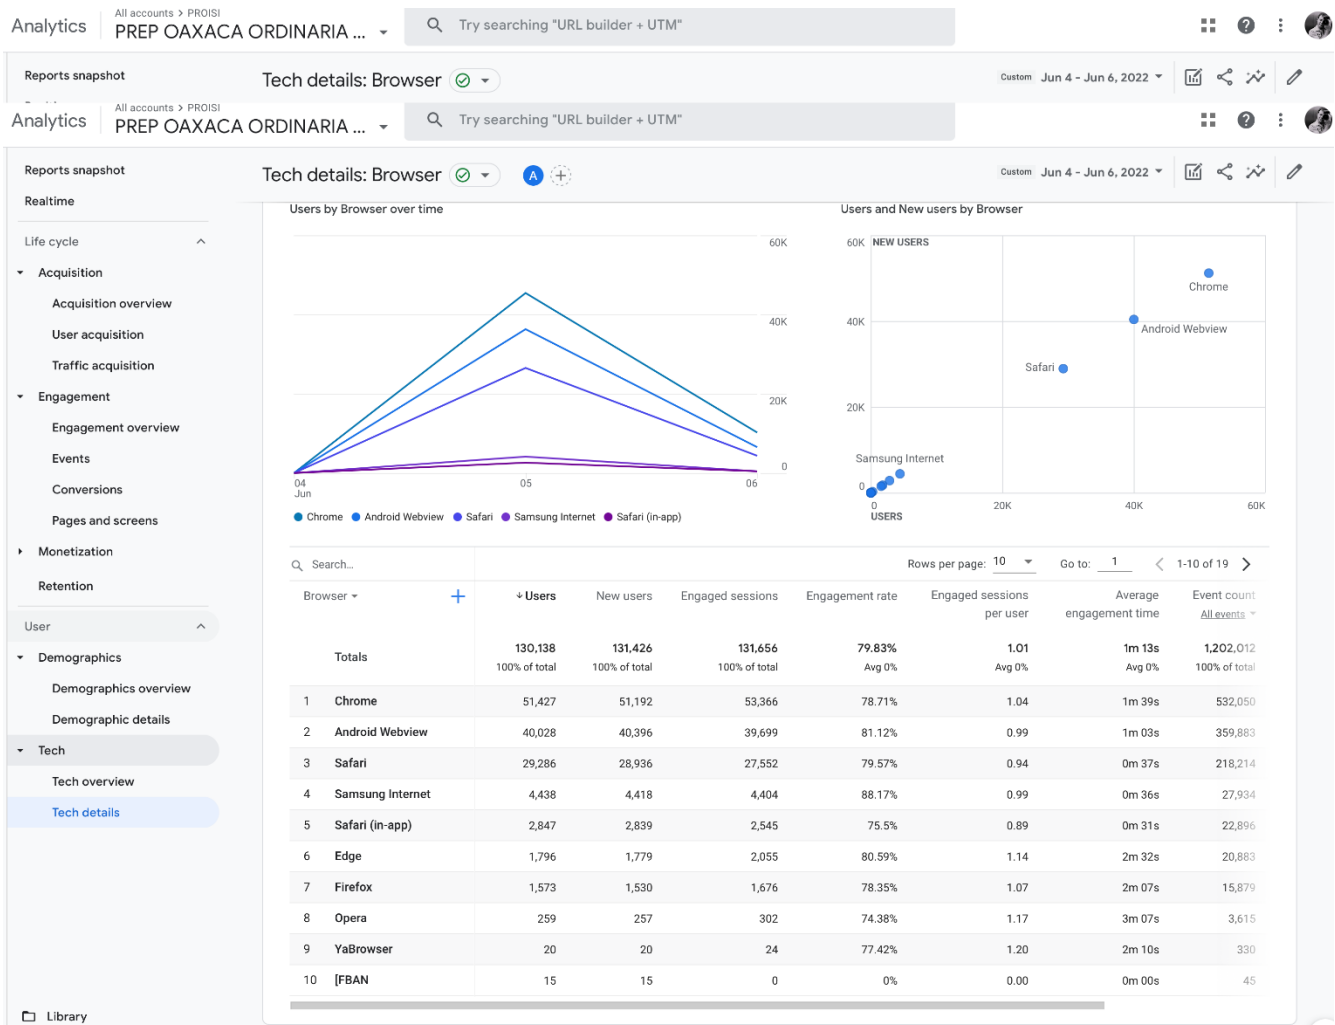 All accounts > PROISI
Analytics PREP OAXACA ORDINARIA ... Try searching "URL builder + UTM"
Reports snapshot
Tech details: Browser
Custom Jun 4 - Jun 6, 2022
All accounts > PROISI
Analytics PREP OAXACA ORDINARIA ... Try searching "URL builder + UTM"
Reports snapshot
Realtime
Life cycle
Acquisition
Acquisition overview
User acquisition
Traffic acquisition
Engagement
Engagement overview
Events
Conversions
Pages and screens
Monetization
Retention
User
Demographics
Demographics overview
Demographic details
Tech
Tech overview
Tech details
Library
Tech details: Browser A
Custom Jun 4 - Jun 6, 2022
Users by Browser over time
60K
40K
20K
0
04 05 06
Jun
Chrome Android Webview Safari Samsung Internet Safari (in-app)
Users and New users by Browser
60K NEW USERS
Chrome
40K
Android Webview
Safari
20K
Samsung Internet
0
0 20K 40K 60K
USERS
Search...
Rows per page: 10 Go to: 1 1-10 of 19
Browser Users New users Engaged sessions Engagement rate Engaged sessions per user Average engagement time Event count
All events
Totals 130,138 131,426 131,656 79.83% 1.01 1m 13s 1,202,012
100% of total 100% of total 100% of total Avg 0% Avg 0% Avg 0% 100% of total
1 Chrome 51,427 51,192 53,366 78.71% 1.04 1m 39s 532,050
2 Android Webview 40,028 40,396 39,699 81.12% 0.99 1m 03s 359,883
3 Safari 29,286 28,936 27,552 79.57% 0.94 0m 37s 218,214
4 Samsung Internet 4,438 4,418 4,404 88.17% 0.99 0m 36s 27,934
5 Safari (in-app) 2,847 2,839 2,545 75.5% 0.89 0m 31s 22,896
6 Edge 1,796 1,779 2,055 80.59% 1.14 2m 32s 20,883
7 Firefox 1,573 1,530 1,676 78.35% 1.07 2m 07s 15,879
8 Opera 259 257 302 74.38% 1.17 3m 07s 3,615
9 YaBrowser 20 20 24 77.42% 1.20 2m 10s 330
10 [FBAN 15 15 0 0% 0.00 0m 00s 45